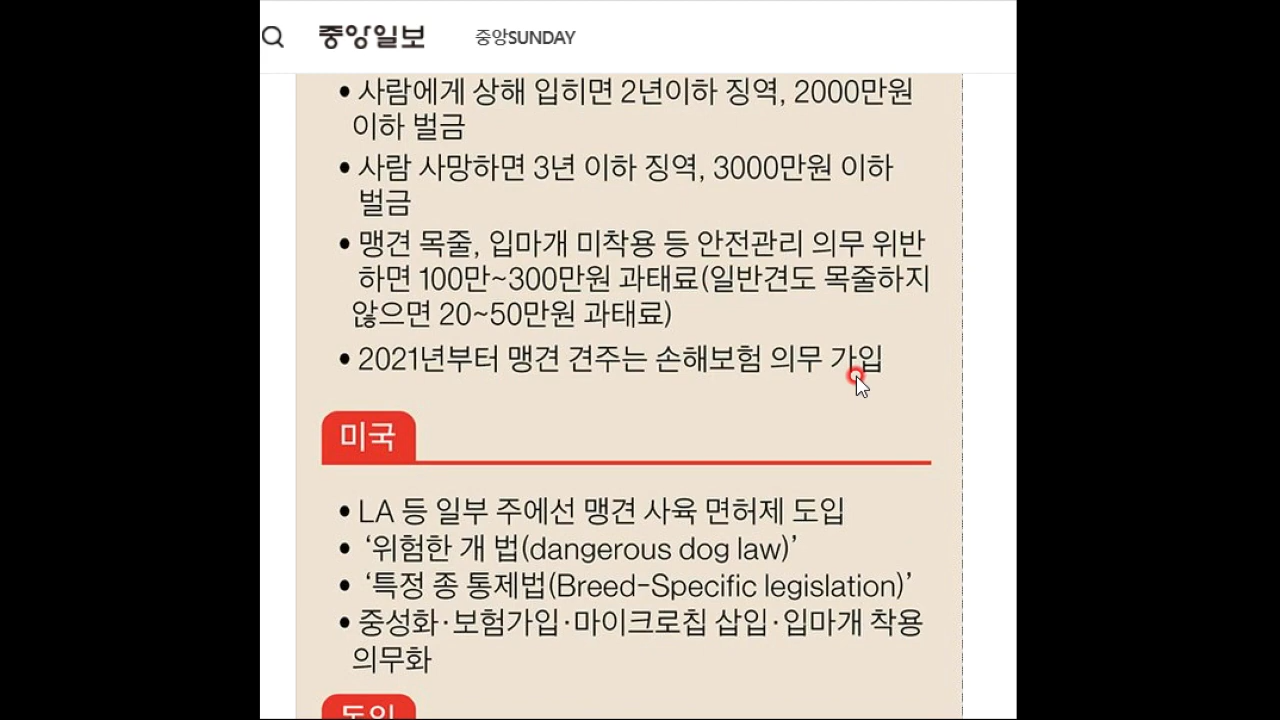 중앙일보 중앙SUNDAY
• 사람에게 상해 입히면 2년이하 징역, 2000만원
이하 벌금
• 사람 사망하면 3년 이하 징역, 3000만원 이하
벌금
• 맹견 목줄, 입마개 미착용 등 안전관리 의무 위반
하면 100만~300만원 과태료(일반견도 목줄하지
않으면 20~50만원 과태료)
• 2021년부터 맹견 견주는 손해보험 의무 가입
미국
• LA 등 일부 주에선 맹견 사육 면허제 도입
• ‘위험한 개 법(dangerous dog law)’
• ‘특정 종 통제법(Breed-Specific legislation)’
• 중성화·보험가입·마이크로칩 삽입·입마개 착용
의무화